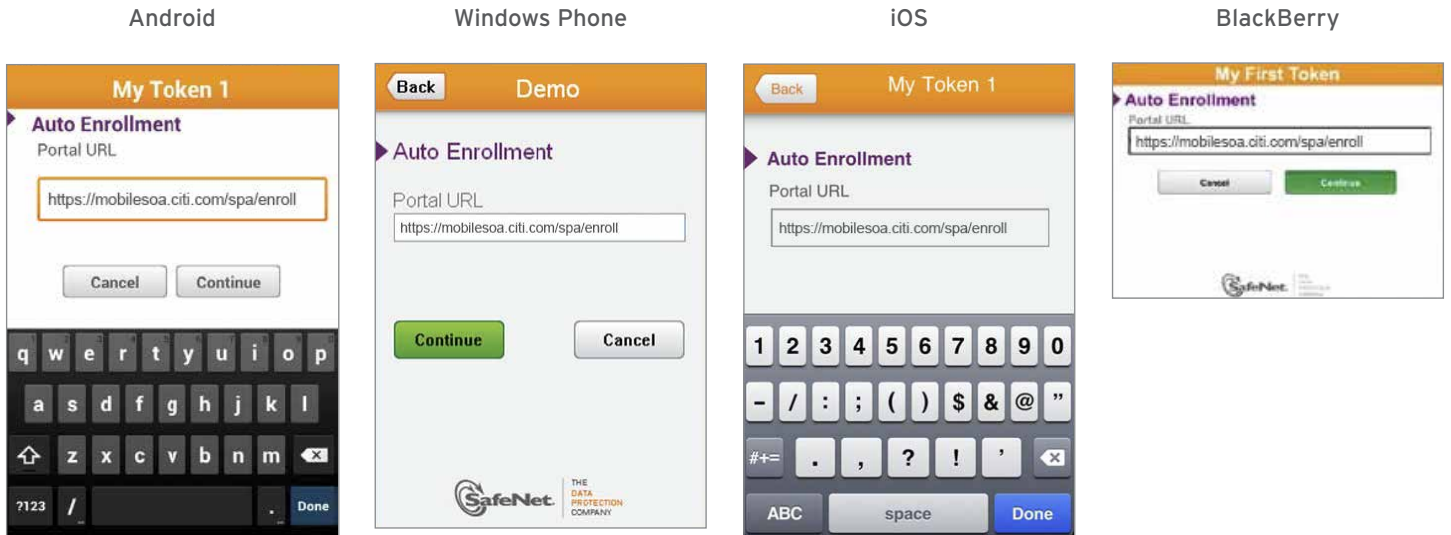 Android
My Token 1
Auto Enrollment
Portal URL
https://mobilesoa.citi.com/spa/enroll
Cancel Continue
q w e r t y u i o p
a s d f g h j k l
z x c v b n m
?123 / . Done
Windows Phone
Back Demo
Auto Enrollment
Portal URL
https://mobilesoa.citi.com/spa/enroll
Continue Cancel
SafeNet.
THE
DATA
PROTECTION
COMPANY
iOS
Back My Token 1
Auto Enrollment
Portal URL
https://mobilesoa.citi.com/spa/enroll
1 2 3 4 5 6 7 8 9 0
- / : ; ( ) $ & @ ”
#+= . , ? ! ’
ABC space Done
BlackBerry
My First Token
Auto Enrollment
Portal URL
https://mobilesoa.citi.com/spa/enroll
Cancel Continue
SafeNet.